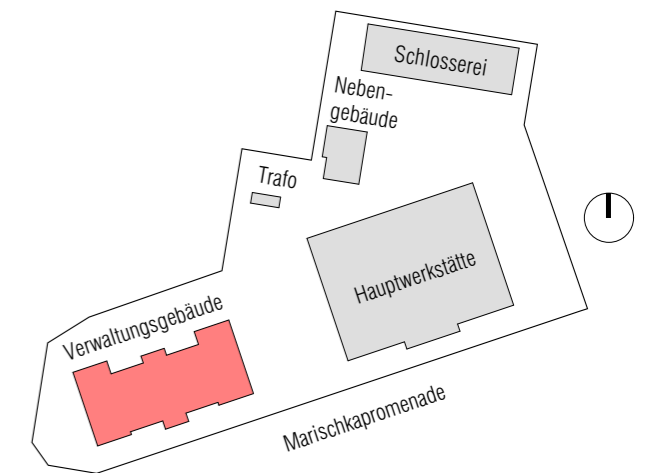 Schlosserei
Neben-
gebäude
Trafo
Hauptwerkstätte
Verwaltungsgebäude
Marischkapromenade